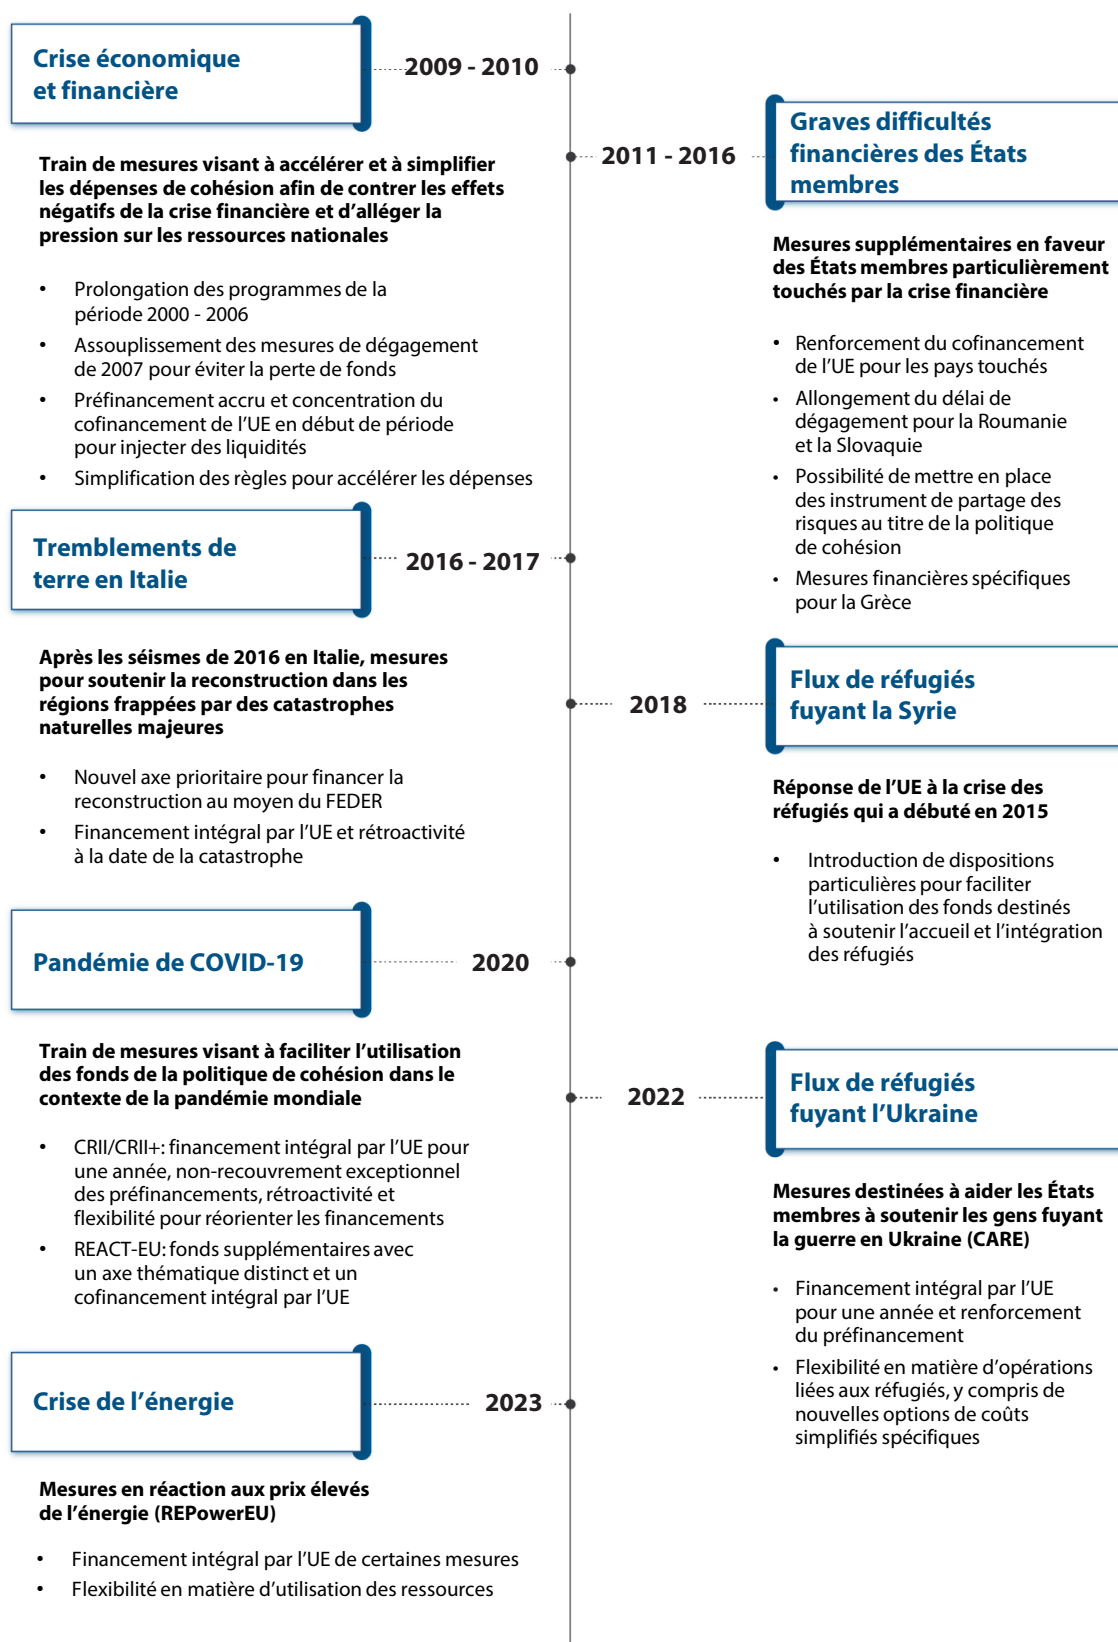 Crise économique
et financière
2009 - 2010
Train de mesures visant à accélérer et à simplifier
les dépenses de cohésion afin de contrer les effets
négatifs de la crise financière et d’alléger la
pression sur les ressources nationales
• Prolongation des programmes de la
période 2000 - 2006
• Assouplissement des mesures de dégagement
de 2007 pour éviter la perte de fonds
• Préfinancement accru et concentration du
cofinancement de l’UE en début de période
pour injecter des liquidités
• Simplification des règles pour accélérer les dépenses
2011 - 2016
Graves difficultés
financières des États
membres
Mesures supplémentaires en faveur
des États membres particulièrement
touchés par la crise financière
• Renforcement du cofinancement
de l’UE pour les pays touchés
• Allongement du délai de
dégagement pour la Roumanie
et la Slovaquie
• Possibilité de mettre en place
des instrument de partage des
risques au titre de la politique
de cohésion
• Mesures financières spécifiques
pour la Grèce
Tremblements de
terre en Italie
2016 - 2017
Après les séismes de 2016 en Italie, mesures
pour soutenir la reconstruction dans les
régions frappées par des catastrophes
naturelles majeures
• Nouvel axe prioritaire pour financer la
reconstruction au moyen du FEDER
• Financement intégral par l’UE et rétroactivité
à la date de la catastrophe
2018
Flux de réfugiés
fuyant la Syrie
Réponse de l’UE à la crise des
réfugiés qui a débuté en 2015
• Introduction de dispositions
particulières pour faciliter
l’utilisation des fonds destinés
à soutenir l’accueil et l’intégration
des réfugiés
Pandémie de COVID-19
2020
Train de mesures visant à faciliter l’utilisation
des fonds de la politique de cohésion dans le
contexte de la pandémie mondiale
• CRII/CRII+: financement intégral par l’UE pour
une année, non-recouvrement exceptionnel
des préfinancements, rétroactivité et
flexibilité pour réorienter les financements
• REACT-EU: fonds supplémentaires avec
un axe thématique distinct et un
cofinancement intégral par l’UE
2022
Flux de réfugiés
fuyant l’Ukraine
Mesures destinées à aider les États
membres à soutenir les gens fuyant
la guerre en Ukraine (CARE)
• Financement intégral par l’UE
pour une année et renforcement
du préfinancement
• Flexibilité en matière d’opérations
liées aux réfugiés, y compris de
nouvelles options de coûts
simplifiés spécifiques
Crise de l’énergie
2023
Mesures en réaction aux prix élevés
de l’énergie (REPowerEU)
• Financement intégral par l’UE de certaines mesures
• Flexibilité en matière d’utilisation des ressources